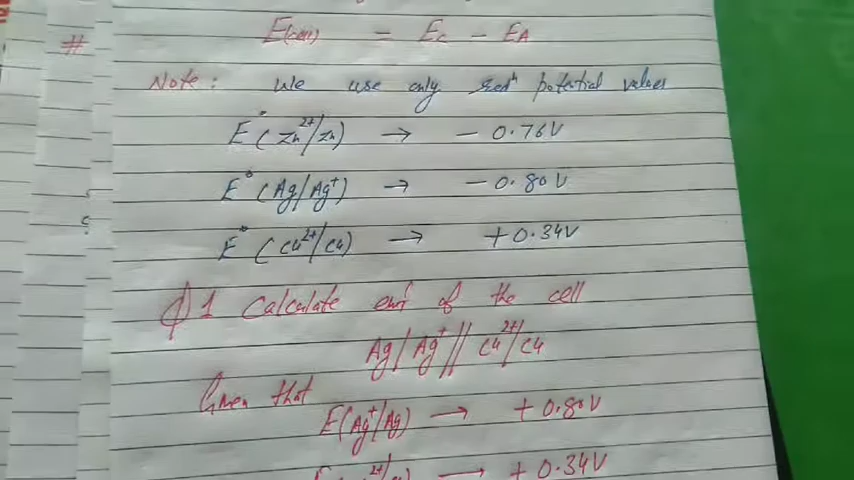 # E(cell) = Ec - EA
Note: We use only redn potential values
E°(Zn²⁺/Zn) → - 0.76V
E°(Ag/Ag⁺) → - 0.80V
E°(Cu²⁺/Cu) → + 0.34V
Q1 Calculate emf of the cell
Ag/Ag⁺//Cu²⁺/Cu
Given that
E(Ag⁺/Ag) → + 0.80V
→ + 0.34V